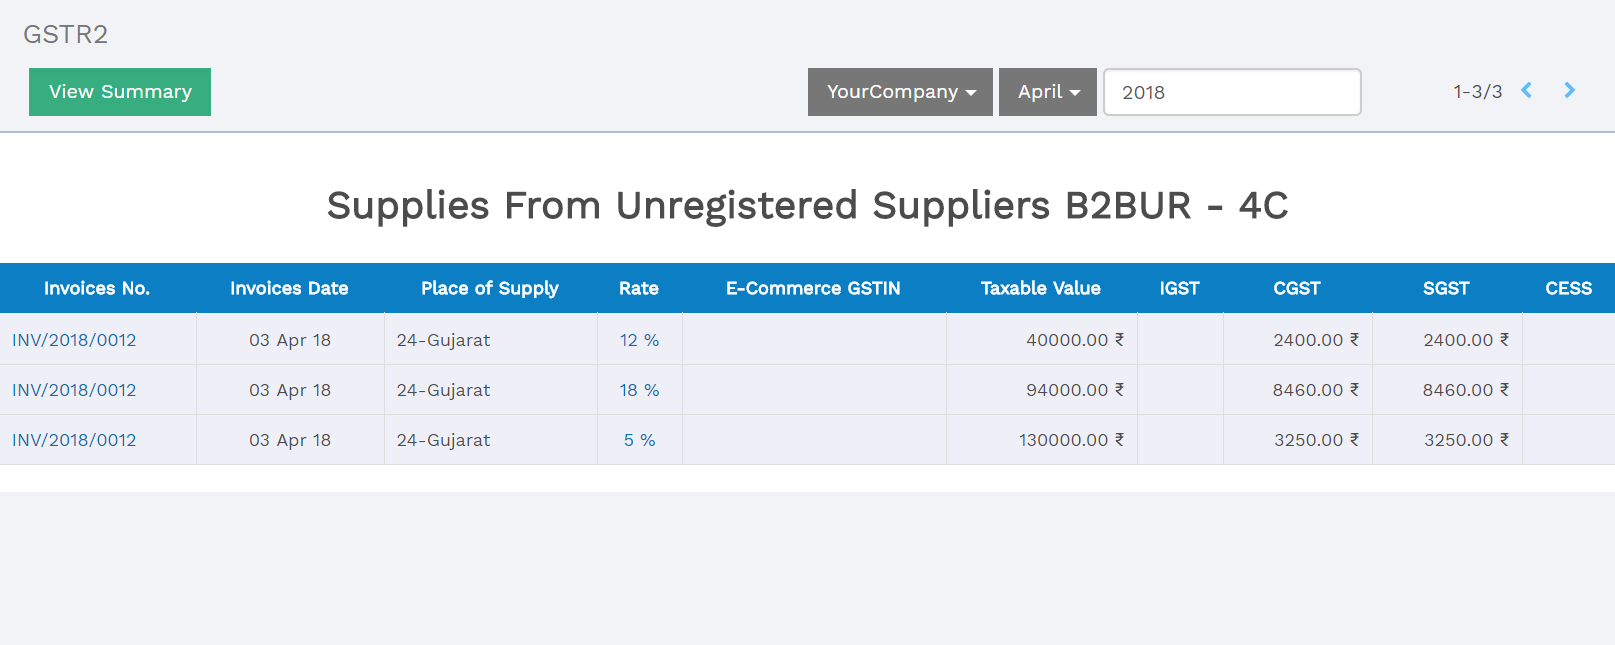 GSTR2
View Summary YourCompany April 2018 1-3/3
Supplies From Unregistered Suppliers B2BUR - 4C
Invoices No. Invoices Date Place of Supply Rate E-Commerce GSTIN Taxable Value IGST CGST SGST CESS
INV/2018/0012 03 Apr 18 24-Gujarat 12 % 40000.00 ₹ 2400.00 ₹ 2400.00 ₹
INV/2018/0012 03 Apr 18 24-Gujarat 18 % 94000.00 ₹ 8460.00 ₹ 8460.00 ₹
INV/2018/0012 03 Apr 18 24-Gujarat 5 % 130000.00 ₹ 3250.00 ₹ 3250.00 ₹